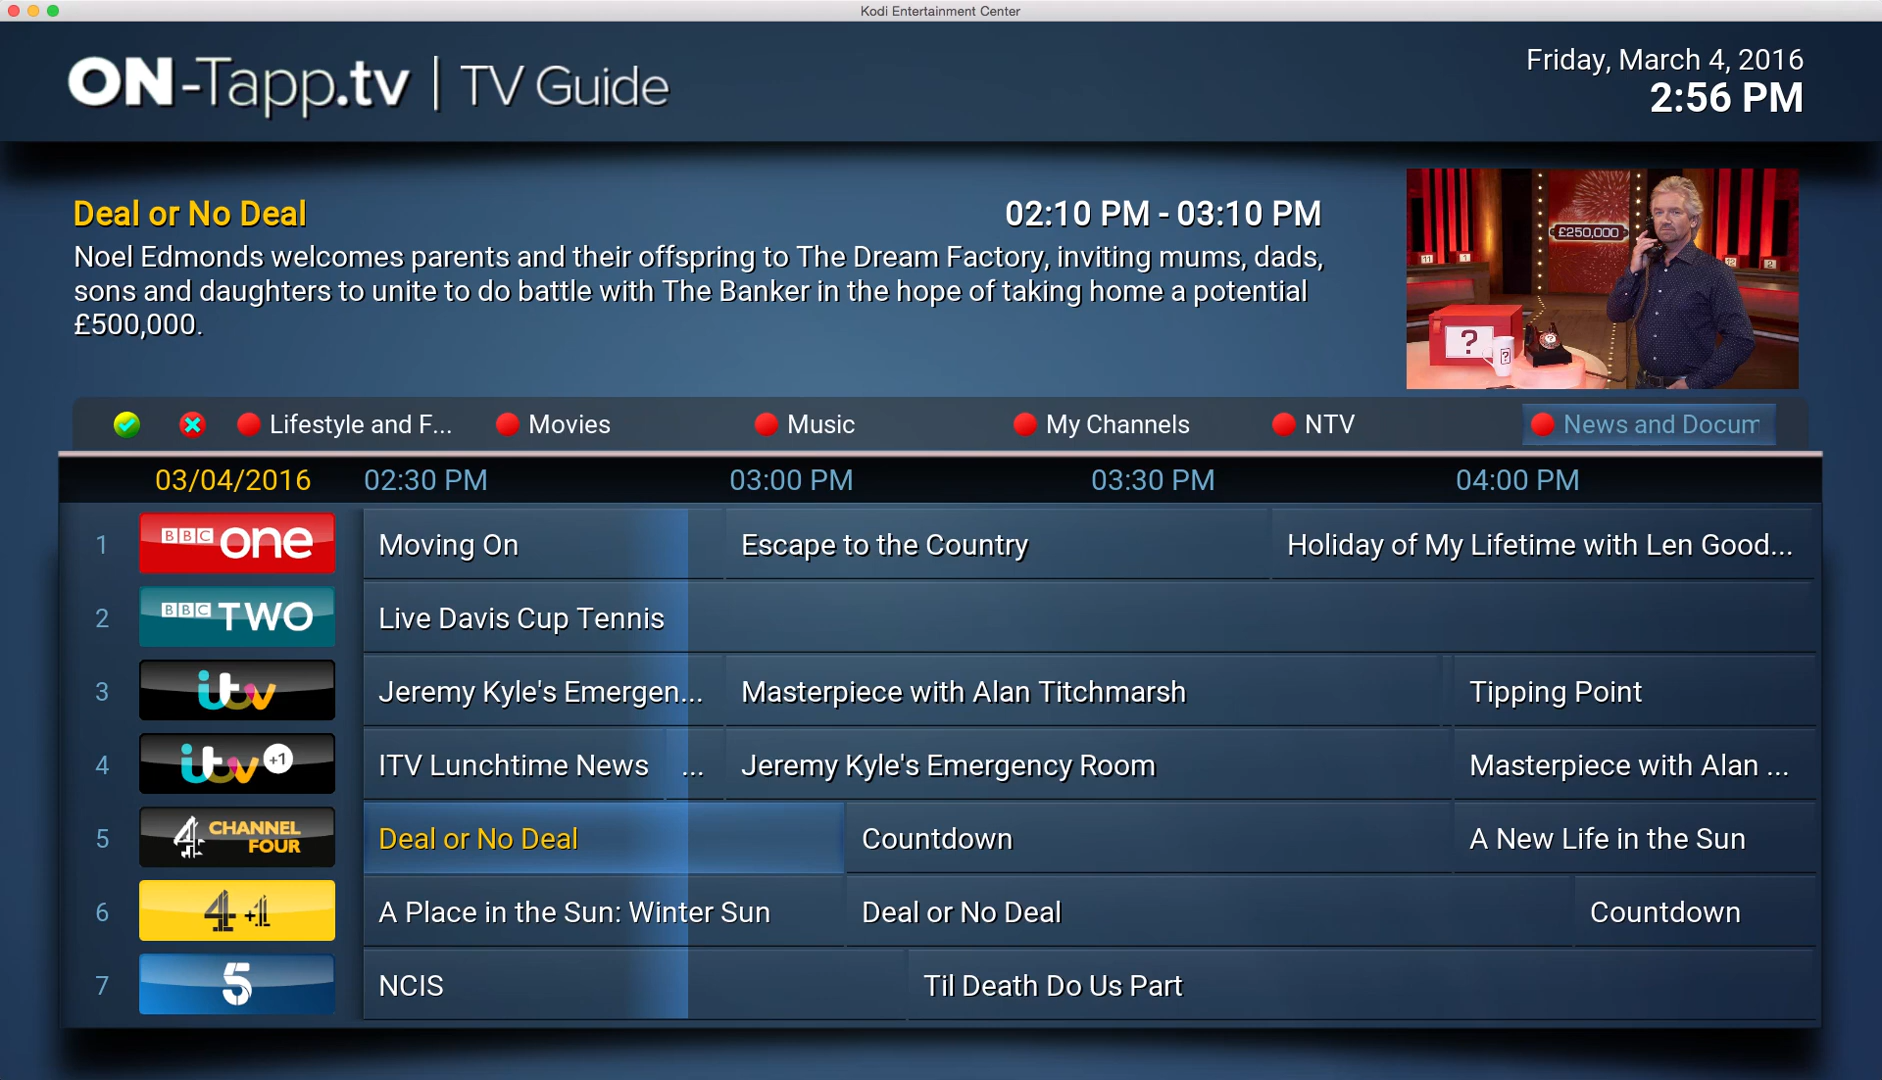 Kodi Entertainment Center
ON-Tapp.tv | TV Guide
Friday, March 4, 2016
2:56 PM
Deal or No Deal
02:10 PM - 03:10 PM
Noel Edmonds welcomes parents and their offspring to The Dream Factory, inviting mums, dads,
sons and daughters to unite to do battle with The Banker in the hope of taking home a potential
£500,000.
£250,000
11 1 12 2
?
?
Lifestyle and F... Movies Music My Channels NTV News and Docum
03/04/2016 02:30 PM 03:00 PM 03:30 PM 04:00 PM
1 BBC one Moving On Escape to the Country Holiday of My Lifetime with Len Good...
2 BBC TWO Live Davis Cup Tennis
3 itv Jeremy Kyle's Emergen... Masterpiece with Alan Titchmarsh Tipping Point
4 itv +1 ITV Lunchtime News ... Jeremy Kyle's Emergency Room Masterpiece with Alan ...
5 4 CHANNEL FOUR Deal or No Deal Countdown A New Life in the Sun
6 4+1 A Place in the Sun: Winter Sun Deal or No Deal Countdown
7 5 NCIS Til Death Do Us Part